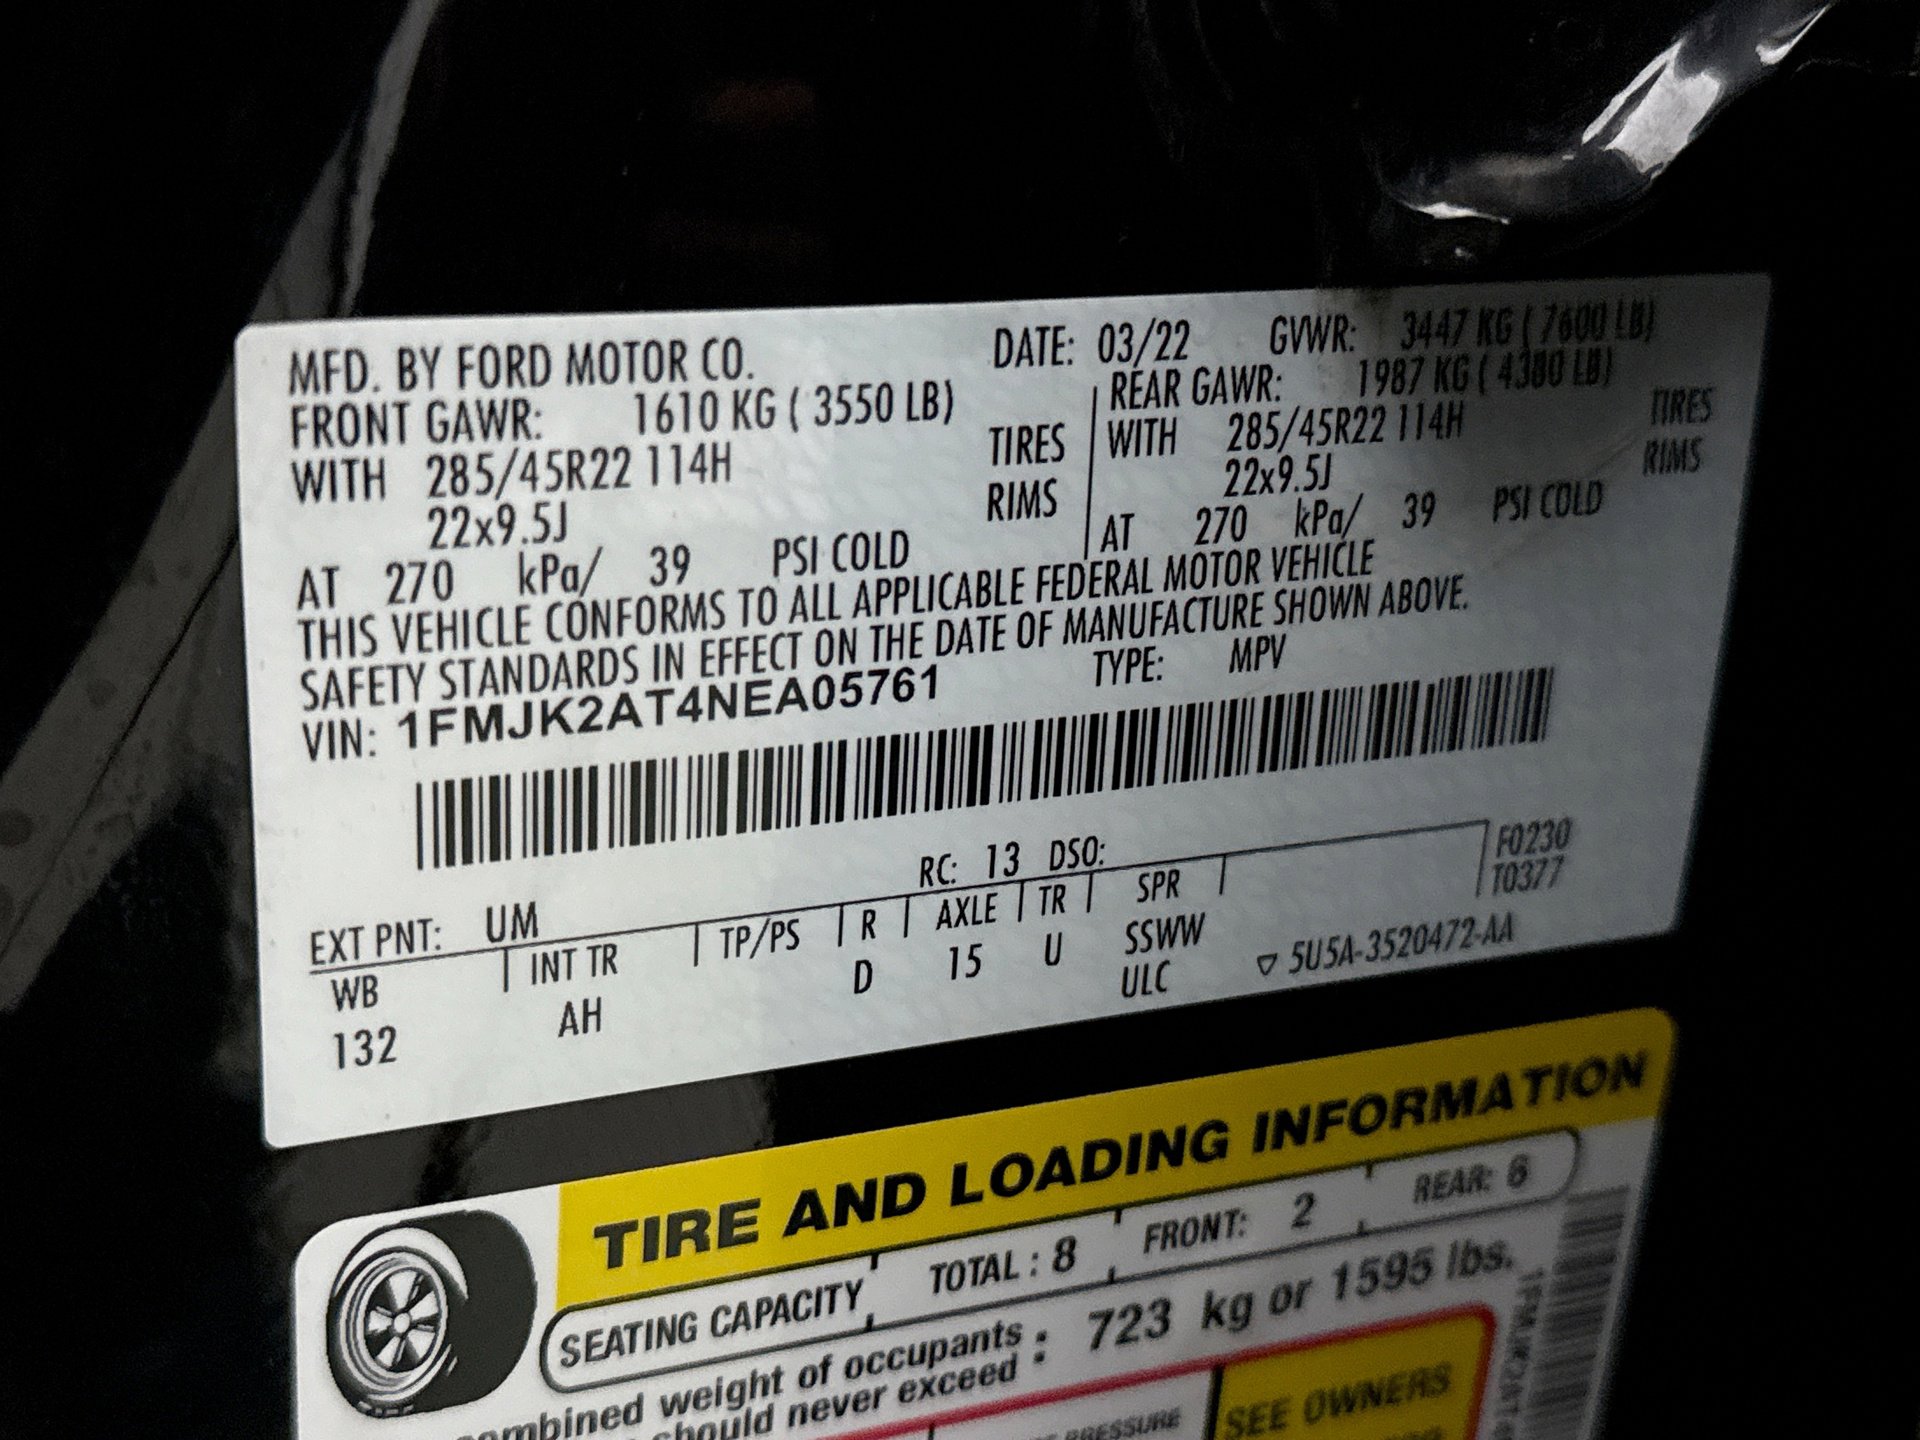 MFD. BY FORD MOTOR CO. DATE: 03/22 GVWR: 3447 KG ( 7600 LB)
FRONT GAWR: 1610 KG ( 3550 LB) REAR GAWR: 1987 KG ( 4380 LB)
WITH 285/45R22 114H TIRES WITH 285/45R22 114H TIRES
22x9.5J RIMS 22x9.5J RIMS
AT 270 kPa/ 39 PSI COLD AT 270 kPa/ 39 PSI COLD
THIS VEHICLE CONFORMS TO ALL APPLICABLE FEDERAL MOTOR VEHICLE
SAFETY STANDARDS IN EFFECT ON THE DATE OF MANUFACTURE SHOWN ABOVE.
VIN: 1FMJK2AT4NEA05761 TYPE: MPV
RC: 13 DSO: F0230
EXT PNT: UM T0377
WB INT TR TP/PS R AXLE TR SPR
132 AH D 15 U SSWW
ULC ▽ 5U5A-3520472-AA
TIRE AND LOADING INFORMATION
SEATING CAPACITY TOTAL : 8 FRONT: 2 REAR: 6
combined weight of occupants : 723 kg or 1595 lbs.
should never exceed :
PRESSURE SEE OWNERS